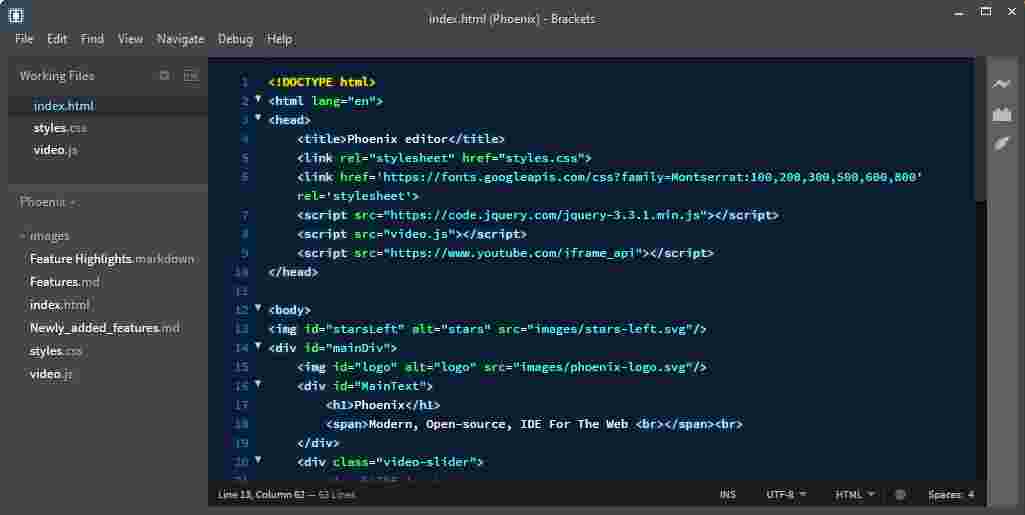 index.html (Phoenix) - Brackets
File Edit Find View Navigate Debug Help
Working Files
index.html
styles.css
video.js
Phoenix
images
Feature Highlights.markdown
Features.md
index.html
Newly_added_features.md
styles.css
video.js
1 <!DOCTYPE html>
2 <html lang="en">
3 <head>
4 <title>Phoenix editor</title>
5 <link rel="stylesheet" href="styles.css">
6 <link href='https://fonts.googleapis.com/css?family=Montserrat:100,200,300,500,600,800'
rel='stylesheet'>
7 <script src="https://code.jquery.com/jquery-3.3.1.min.js"></script>
8 <script src="video.js"></script>
9 <script src="https://www.youtube.com/iframe_api"></script>
10 </head>
11
12 <body>
13 <img id="starsLeft" alt="stars" src="images/stars-left.svg"/>
14 <div id="mainDiv">
15 <img id="logo" alt="logo" src="images/phoenix-logo.svg"/>
16 <div id="MainText">
17 <h1>Phoenix</h1>
18 <span>Modern, Open-source, IDE For The Web <br></span><br>
19 </div>
20 <div class="video-slider">
Line 13, Column 62 — 63 Lines INS UTF-8 HTML Spaces: 4